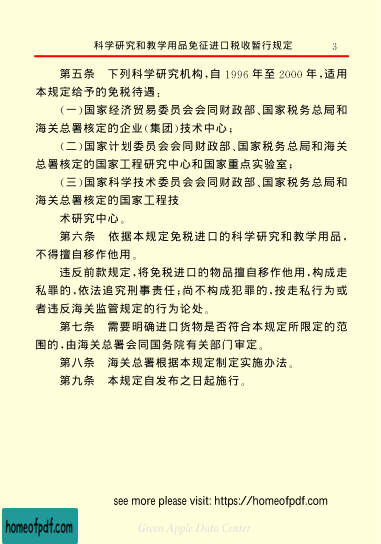 科学研究和教学用品免征进口税收暂行规定 3
第五条　下列科学研究机构,自 1996 年至 2000 年,适用
本规定给予的免税待遇:
(一)国家经济贸易委员会会同财政部、国家税务总局和
海关总署核定的企业(集团)技术中心;
(二)国家计划委员会会同财政部、国家税务总局和海关
总署核定的国家工程研究中心和国家重点实验室;
(三)国家科学技术委员会会同财政部、国家税务总局和
海关总署核定的国家工程技
术研究中心。
第六条　依据本规定免税进口的科学研究和教学用品,
不得擅自移作他用。
违反前款规定,将免税进口的物品擅自移作他用,构成走
私罪的,依法追究刑事责任;尚不构成犯罪的,按走私行为或
者违反海关监管规定的行为论处。
第七条　需要明确进口货物是否符合本规定所限定的范
围的,由海关总署会同国务院有关部门审定。
第八条　海关总署根据本规定制定实施办法。
第九条　本规定自发布之日起施行。
see more please visit: https://homeofpdf.com
homeofpdf.com
Green Apple Data Center